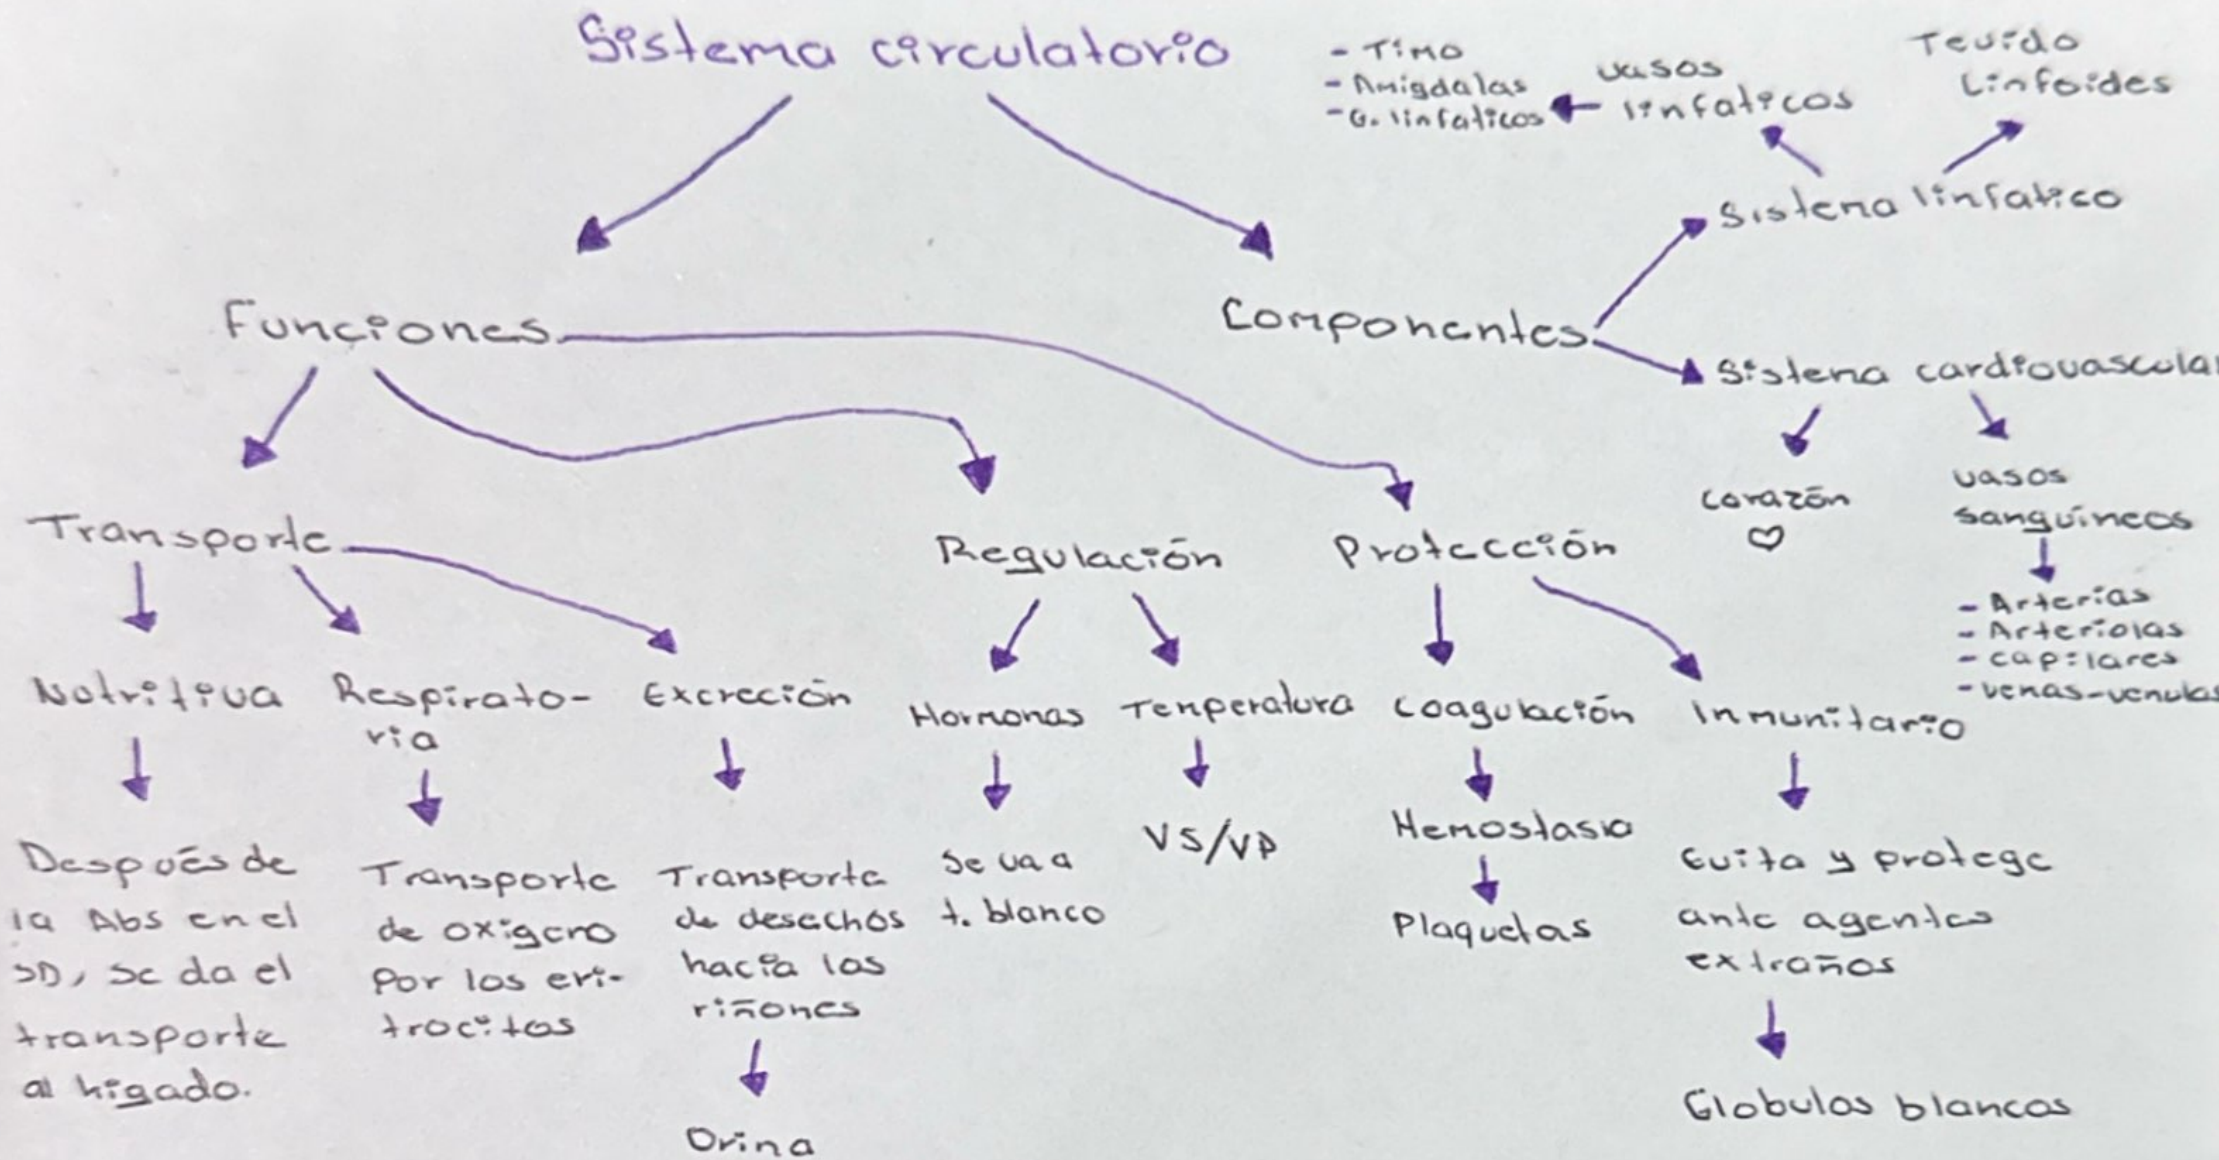 Sistema circulatorio
- Timo
- Amigdalas
- G. linfaticos
vasos
linfaticos
Tevido
Linfoides
Sistema linfatico
Funciones
Componentes
Sistema cardiovascular
corazón
vasos
sanguineos
- Arterias
- Arteriolas
- capilares
- venas-venulas
Transporte
Regulación
Protección
Nutritiva
Respirato-
ria
Excreción
Hormonas
Temperatura
Coagulación
Inmunitario
Después de
la Abs en el
SD, se da el
transporte
al higado.
Transporte
de oxigeno
Por los eri-
trocitos
Transporte
de desechos
hacia los
riñones
Orina
Se va a
t. blanco
VS/VP
Hemostasia
Plaquetas
Evita y protege
ante agentes
extraños
Globulos blancos